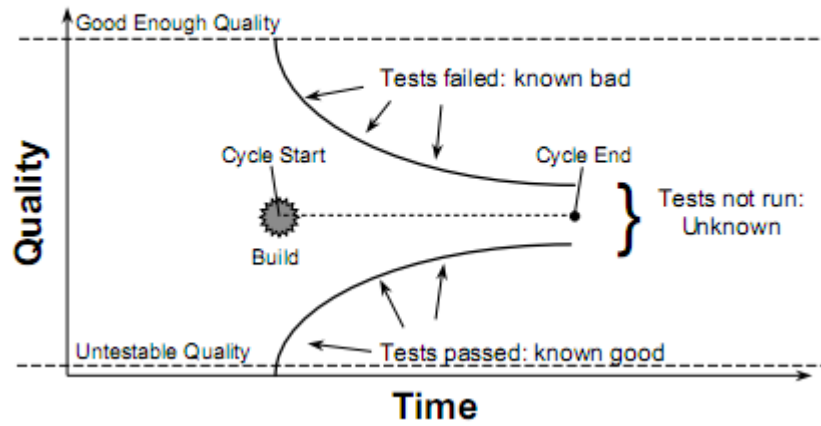 Good Enough Quality
Tests failed: known bad
Cycle Start
Cycle End
Tests not run:
Unknown
Quality
Build
Untestable Quality
Tests passed: known good
Time